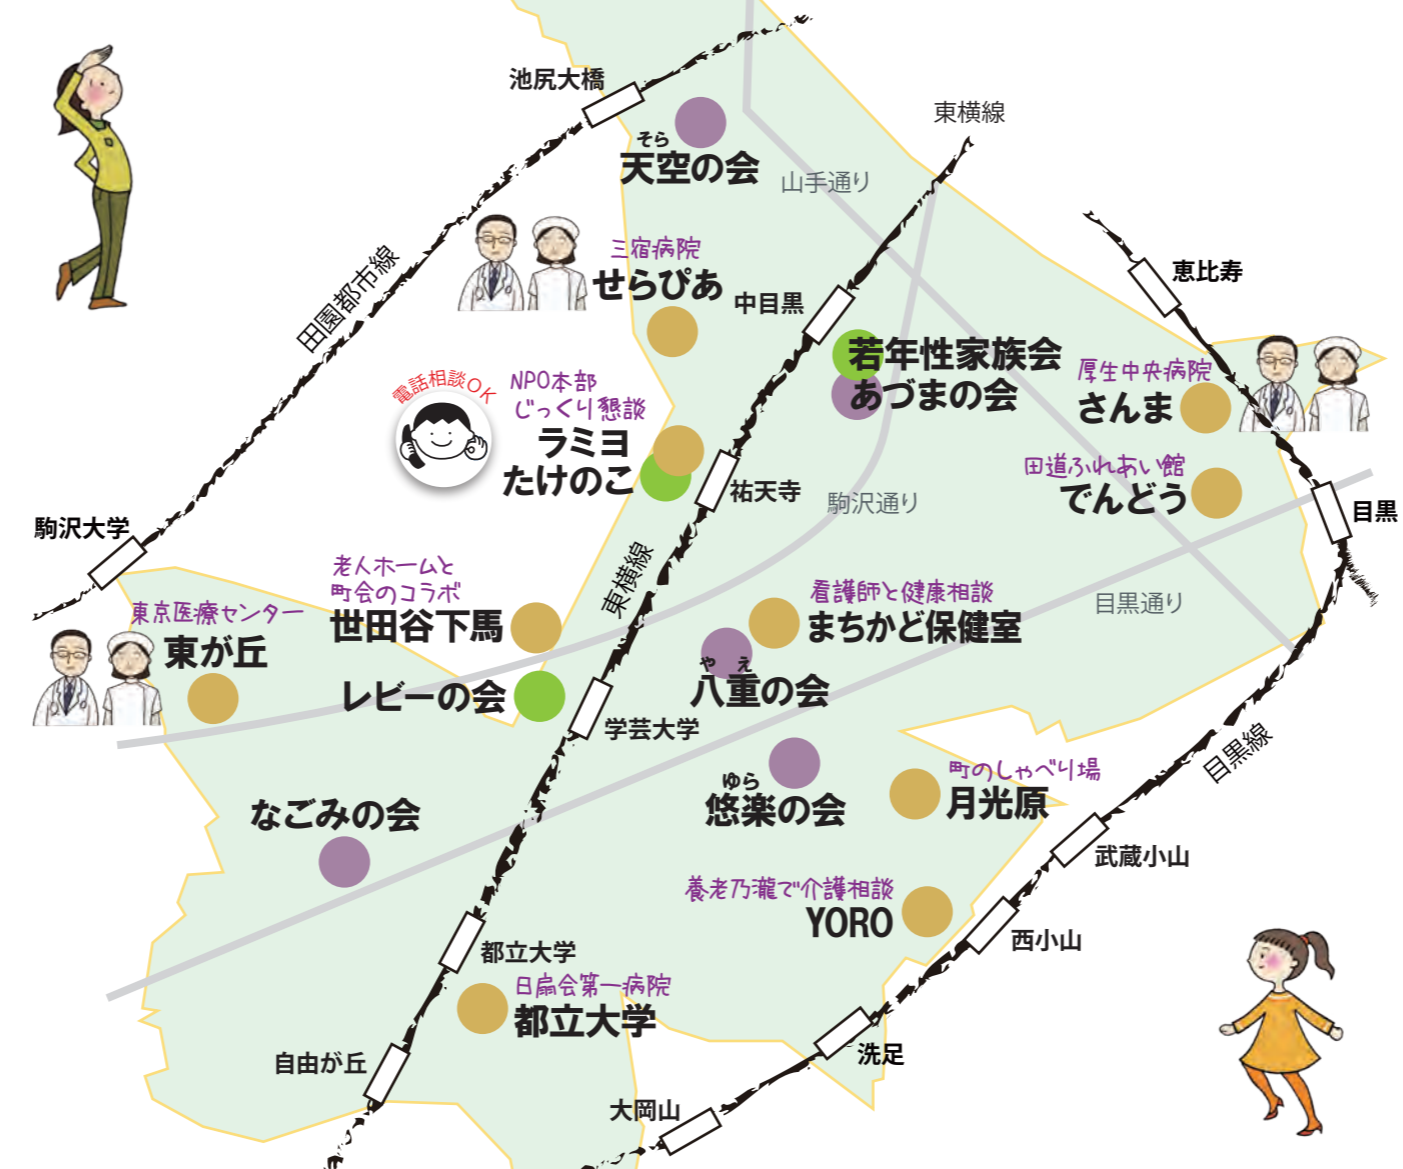 池尻大橋
東横線
そら
天空の会
山手通り
田園都市線
三宿病院
せらぴあ
中目黒
恵比寿
若年性家族会
あづまの会
厚生中央病院
さんま
電話相談OK
NPO本部
じっくり懇談
ラミヨ
たけのこ
祐天寺
駒沢通り
田道ふれあい館
でんどう
目黒
駒沢大学
東京医療センター
東が丘
老人ホームと
町会のコラボ
世田谷下馬
東横線
看護師と健康相談
まちかど保健室
目黒通り
やえ
八重の会
レビーの会
学芸大学
ゆら
悠楽の会
町のしゃべり場
月光原
目黒線
なごみの会
武蔵小山
養老乃瀧で介護相談
YORO
西小山
都立大学
日扇会第一病院
都立大学
自由が丘
洗足
大岡山